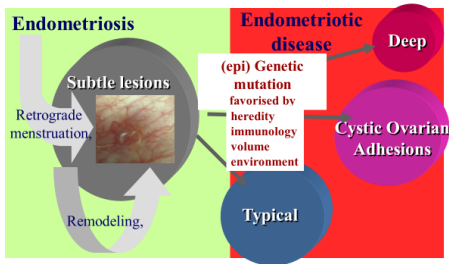 Endometriosis
Subtle lesions
Retrograde
menstruation,
Remodeling,
Endometriotic
disease
(epi) Genetic
mutation
favorised by
heredity
immunology
volume
environment
Deep
Cystic Ovarian
Adhesions
Typical